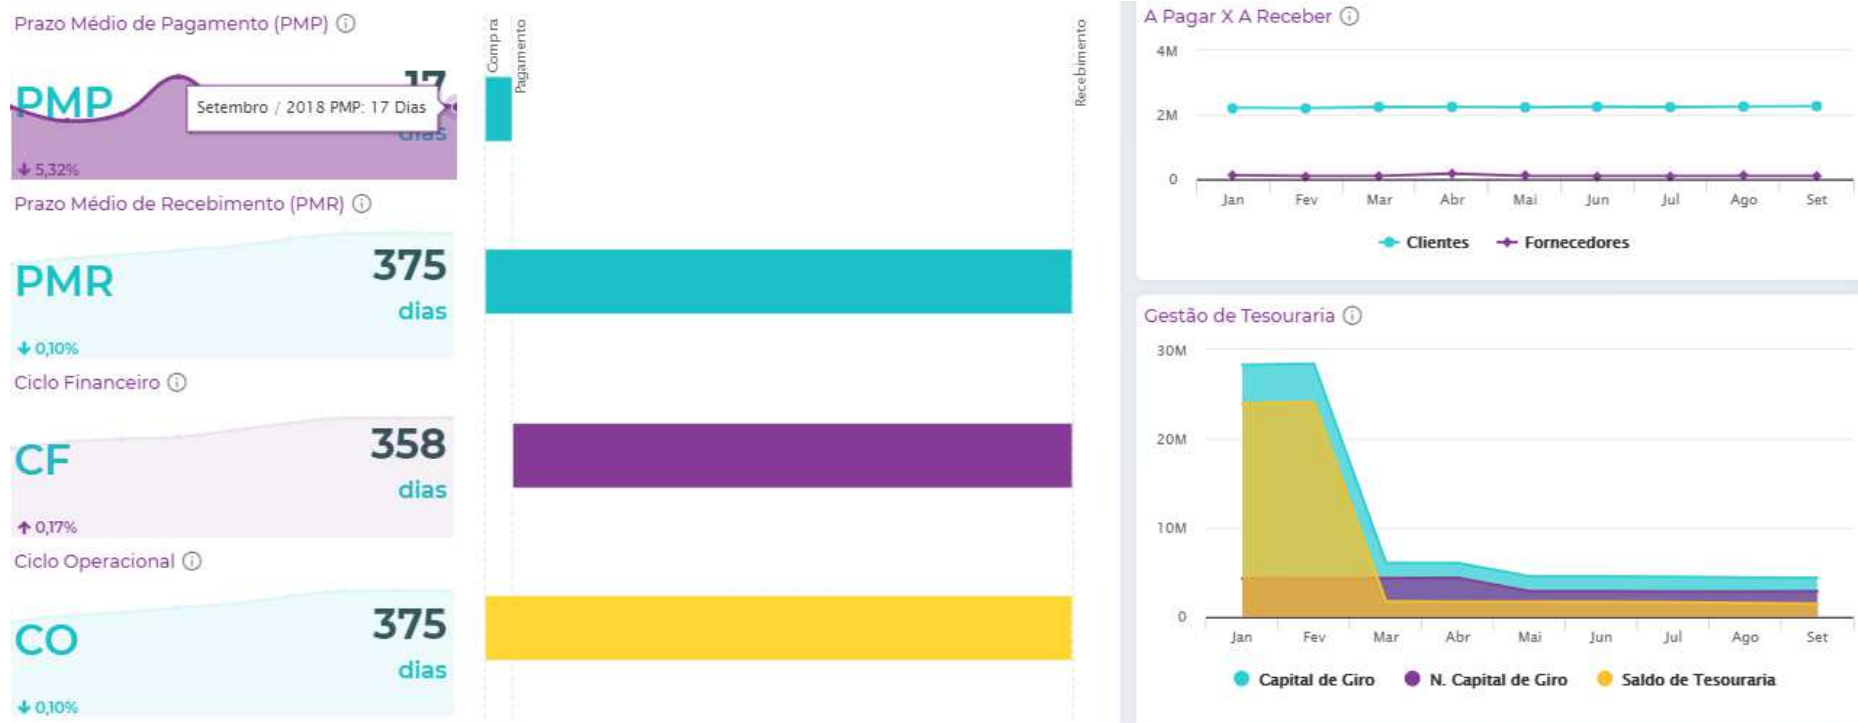 Prazo Médio de Pagamento (PMP)
PMP
17
dias
Setembro / 2018 PMP: 17 Dias
5,32%
Prazo Médio de Recebimento (PMR)
PMR
375
dias
0,10%
Ciclo Financeiro
CF
358
dias
0,17%
Ciclo Operacional
CO
375
dias
0,10%
Compra
Pagamento
Recebimento
A Pagar X A Receber
4M
2M
0
Jan Fev Mar Abr Mai Jun Jul Ago Set
Clientes Fornecedores
Gestão de Tesouraria
30M
20M
10M
0
Jan Fev Mar Abr Mai Jun Jul Ago Set
Capital de Giro N. Capital de Giro Saldo de Tesouraria